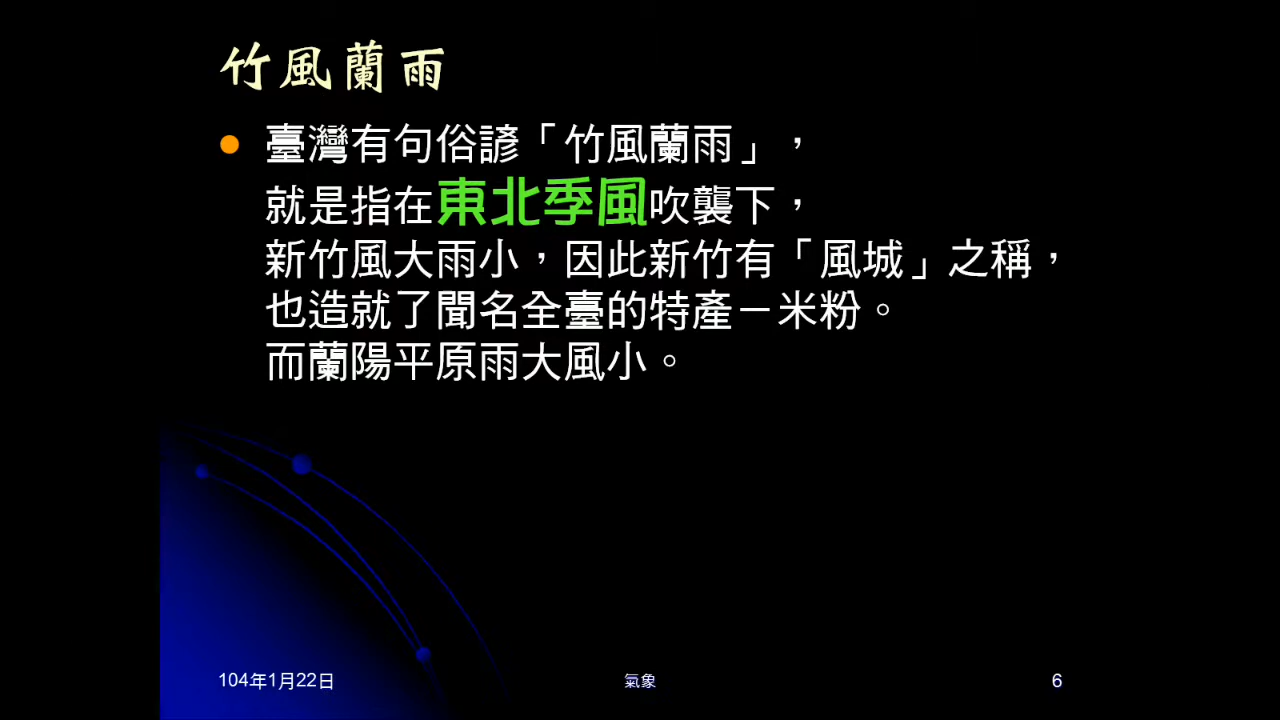 竹風蘭雨
臺灣有句俗諺「竹風蘭雨」，
就是指在東北季風吹襲下，
新竹風大雨小，因此新竹有「風城」之稱，
也造就了聞名全臺的特產－米粉。
而蘭陽平原雨大風小。
104年1月22日
氣象
6